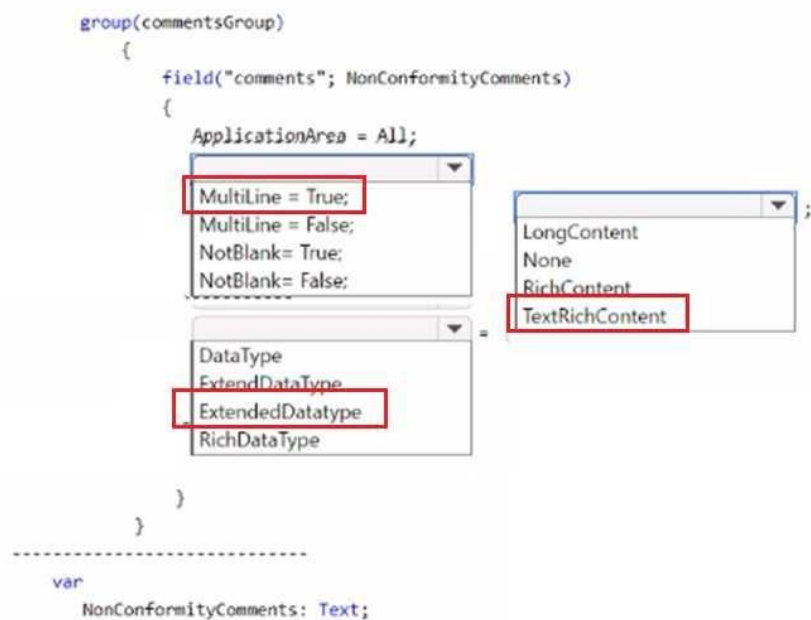 group(commentsGroup)
{
field("comments"; NonConformityComments)
{
ApplicationArea = All;
MultiLine = True;
MultiLine = False;
NotBlank= True;
NotBlank= False;
LongContent
None
RichContent
TextRichContent
;
=
DataType
ExtendDataType
ExtendedDatatype
RichDataType
}
}
------------------------------
var
NonConformityComments: Text;